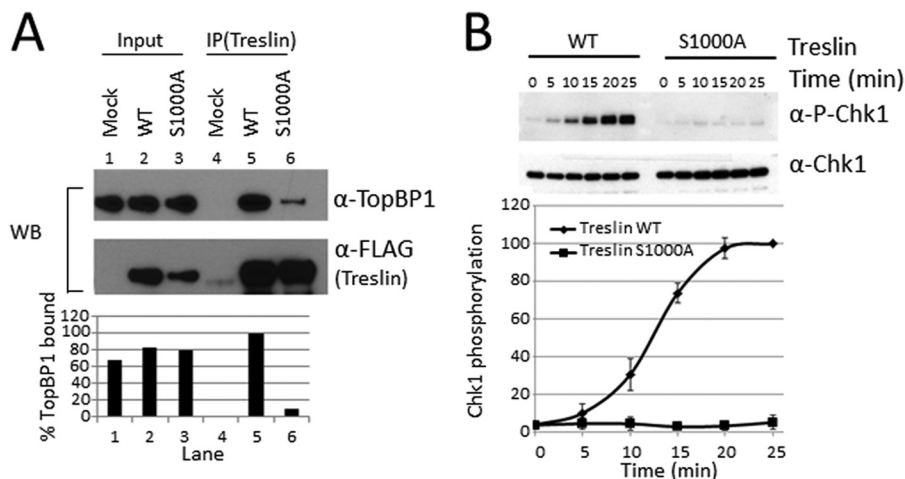 A
Input IP(Treslin)
Mock WT S1000A Mock WT S1000A
1 2 3 4 5 6
WB
α-TopBP1
α-FLAG
(Treslin)
% TopBP1 bound
120
100
80
60
40
20
0
1 2 3 4 5 6
Lane
B
WT S1000A Treslin
0 5 10 15 20 25 0 5 10 15 20 25 Time (min)
α-P-Chk1
α-Chk1
Chk1 phosphorylation
120
100
80
60
40
20
0
Treslin WT
Treslin S1000A
0 5 10 15 20 25
Time (min)